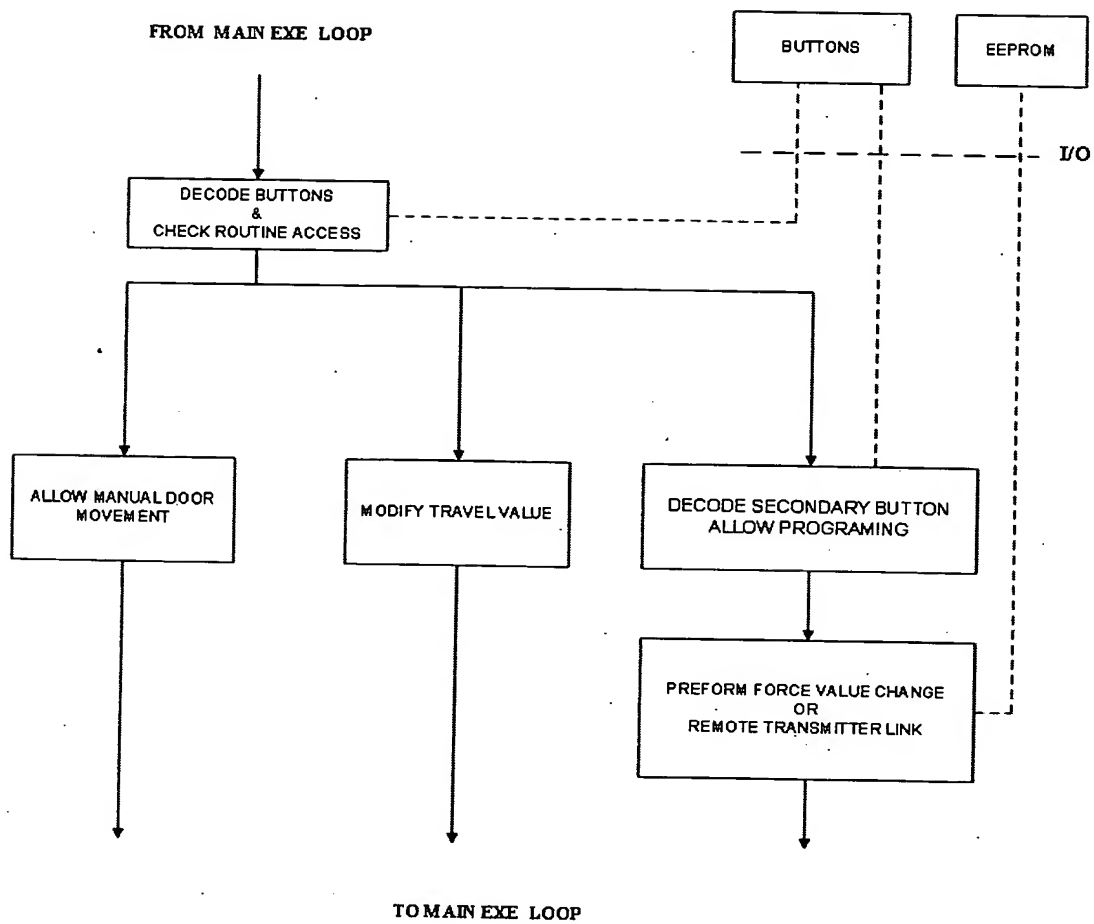 FROM MAIN EXE LOOP
BUTTONS
EEPROM
I/O
DECODE BUTTONS
&
CHECK ROUTINE ACCESS
ALLOW MANUAL DOOR
MOVEMENT
MODIFY TRAVEL VALUE
DECODE SECONDARY BUTTON
ALLOW PROGRAMING
PREFORM FORCE VALUE CHANGE
OR
REMOTE TRANSMITTER LINK
TO MAIN EXE LOOP